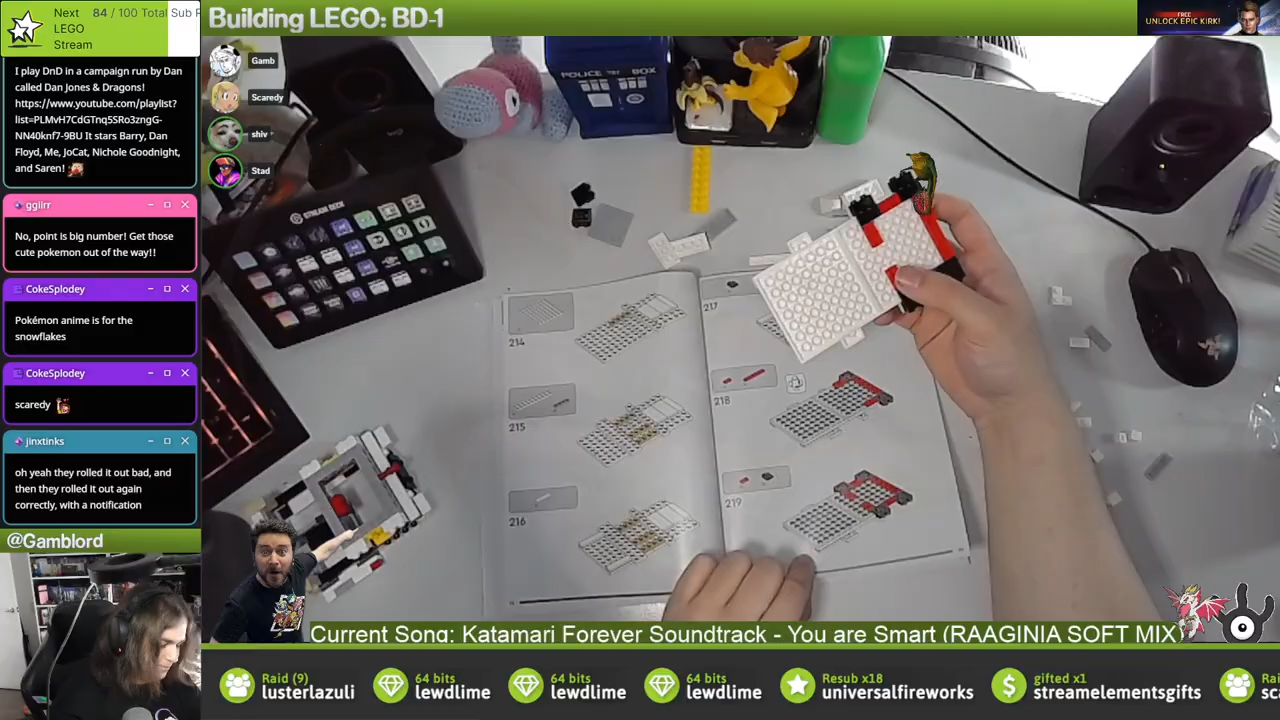 Next 84 / 100 Total Sub
LEGO
Stream
Building LEGO: BD-1
FREE
UNLOCK EPIC KIRK!
I play DnD in a campaign run by Dan
called Dan Jones & Dragons!
https://www.youtube.com/playlist?
list=PLMvH7CdGTnq5SRo3zngG-
NN40knf7-9BU It stars Barry, Dan
Floyd, Me, JoCat, Nichole Goodnight,
and Saren!
ggiirr
No, point is big number! Get those
cute pokemon out of the way!!
CokeSplodey
Pokémon anime is for the
snowflakes
CokeSplodey
scaredy
jinxtinks
oh yeah they rolled it out bad, and
then they rolled it out again
correctly, with a notification
@Gamblord
Gamb
Scaredy
shiv
Stad
POLICE BOX
STREAM DECK
214
215
216
217
218
219
Current Song: Katamari Forever Soundtrack - You are Smart (RAAGINIA SOFT MIX)
Raid (9)
lusterlazuli
64 bits
lewdlime
64 bits
lewdlime
64 bits
lewdlime
Resub x18
universalfireworks
gifted x1
streamelementsgifts